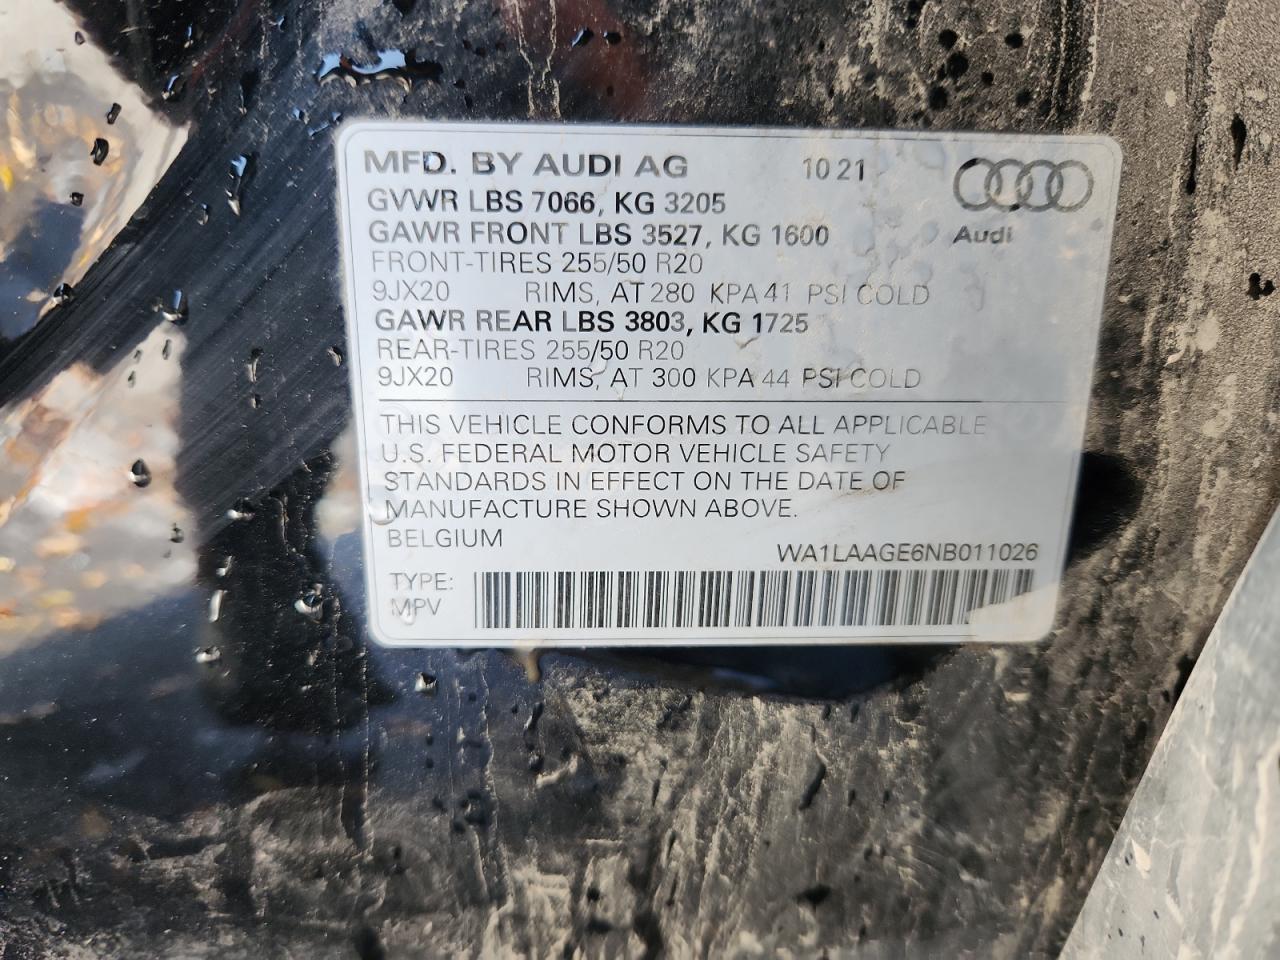 MFD. BY AUDI AG 10 21
GVWR LBS 7066, KG 3205
GAWR FRONT LBS 3527, KG 1600 Audi
FRONT-TIRES 255/50 R20
9JX20 RIMS, AT 280 KPA 41 PSI COLD
GAWR REAR LBS 3803, KG 1725
REAR-TIRES 255/50 R20
9JX20 RIMS, AT 300 KPA 44 PSI COLD
THIS VEHICLE CONFORMS TO ALL APPLICABLE
U.S. FEDERAL MOTOR VEHICLE SAFETY
STANDARDS IN EFFECT ON THE DATE OF
MANUFACTURE SHOWN ABOVE.
BELGIUM
WA1LAAGE6NB011026
TYPE:
MPV